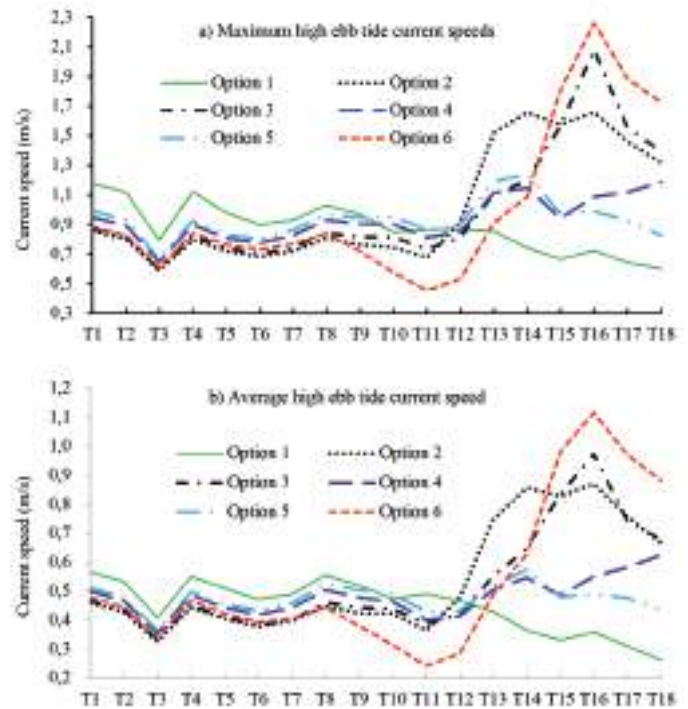 a) Maximum high ebb tide current speeds
Option 1
Option 2
Option 3
Option 4
Option 5
Option 6
Current speed (m/s)
2,3
2,1
1,9
1,7
1,5
1,3
1,1
0,9
0,7
0,5
0,3
T1 T2 T3 T4 T5 T6 T7 T8 T9 T10 T11 T12 T13 T14 T15 T16 T17 T18
b) Average high ebb tide current speed
Option 1
Option 2
Option 3
Option 4
Option 5
Option 6
Current speed (m/s)
1,2
1,1
1,0
0,9
0,8
0,7
0,6
0,5
0,4
0,3
0,2
T1 T2 T3 T4 T5 T6 T7 T8 T9 T10 T11 T12 T13 T14 T15 T16 T17 T18